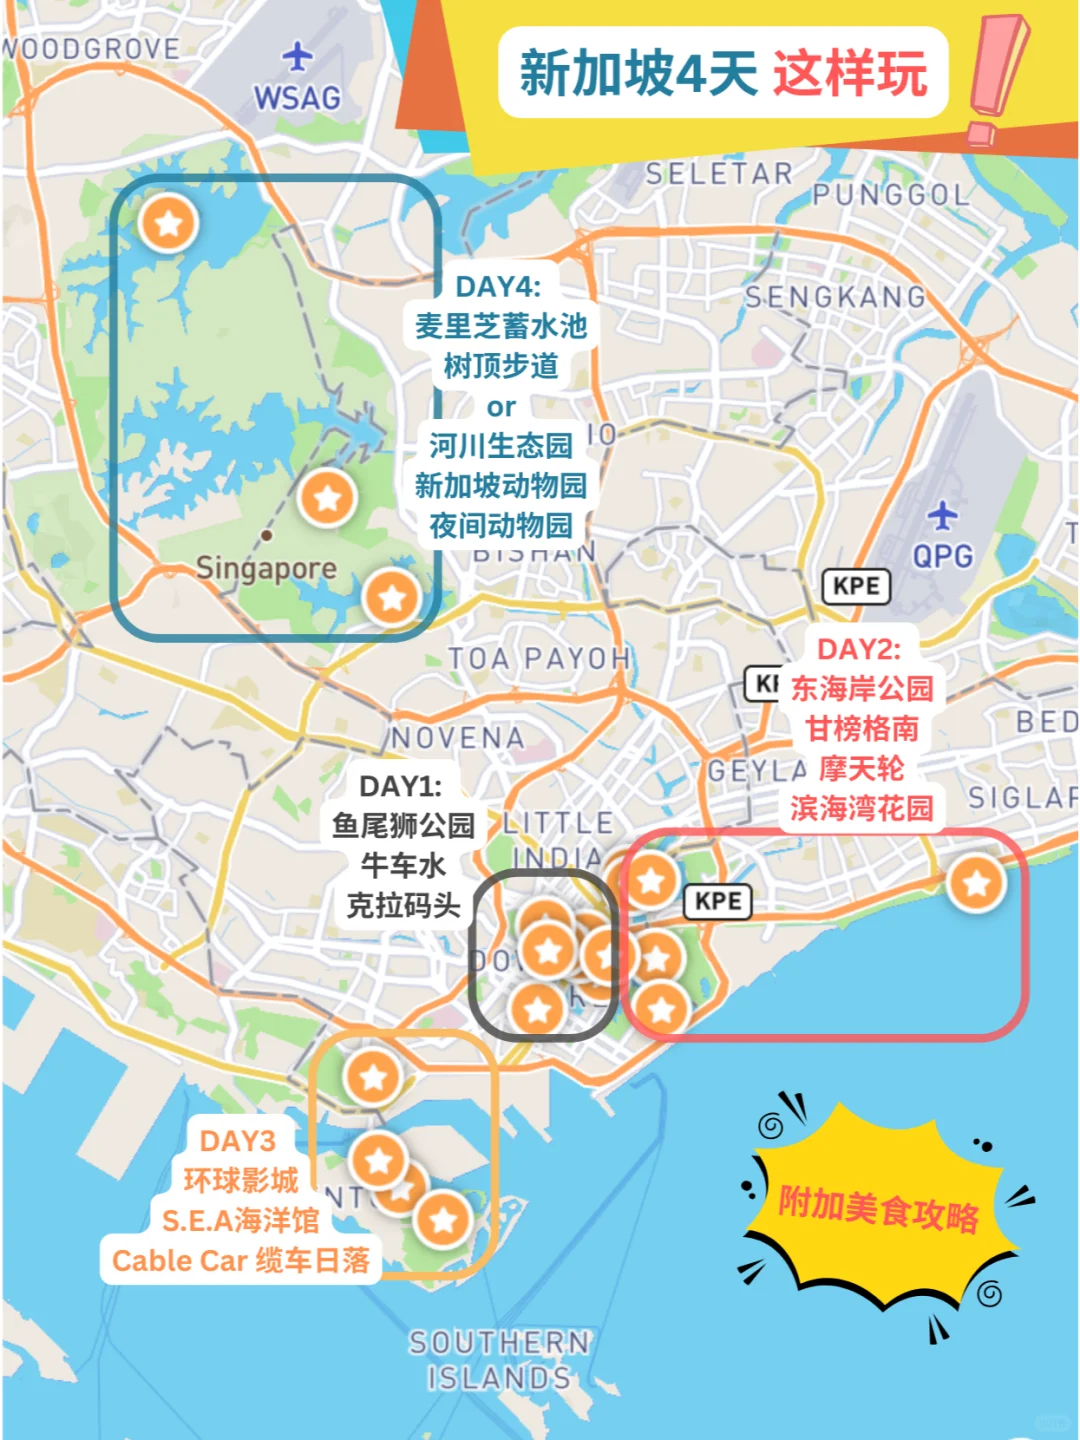 新加坡4天 这样玩
WOODGROVE
WSAG
SELETAR
PUNGGOL
SENGKANG
DAY4:
麦里芝蓄水池
树顶步道
or
河川生态园
新加坡动物园
夜间动物园
IO
BISHAN
QPG
Singapore
KPE
TOA PAYOH
DAY2:
东海岸公园
甘榜格南
摩天轮
滨海湾花园
BED
NOVENA
GEYLA
SIGLAP
DAY1:
鱼尾狮公园
牛车水
克拉码头
LITTLE
INDIA
KPE
DO
DAY3
环球影城
S.E.A海洋馆
Cable Car 缆车日落
NT
附加美食攻略
SOUTHERN
ISLANDS